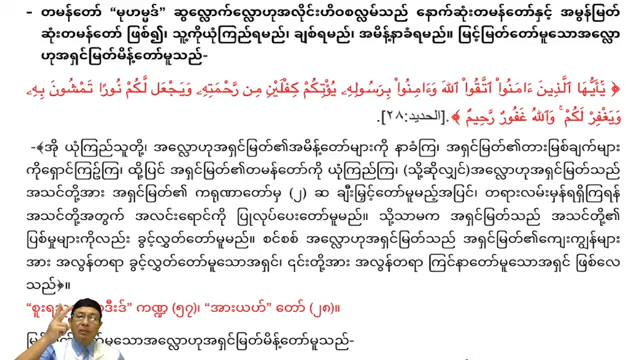 - တမန်တော် “မုဟမ္မဒ်” ဆွလ္လောက်လ္လောဟုအလိုင်းဟိဝစလ္လမ်သည် နောက်ဆုံးတမန်တော်နှင့် အမွန်မြတ်
ဆုံးတမန်တော် ဖြစ်၍၊ သူ့ကိုယုံကြည်ရမည်၊ ချစ်ရမည်၊ အမိန့်နာခံရမည်။ မြင့်မြတ်တော်မူသောအလ္လော
ဟုအရှင်မြတ်မိန့်တော်မူသည်-
﴿ يَـٰٓأَيُّهَا ٱلَّذِينَ ءَامَنُوا۟ ٱتَّقُوا۟ ٱللَّهَ وَءَامِنُوا۟ بِرَسُولِهِۦ يُؤْتِكُمْ كِفْلَيْنِ مِن رَّحْمَتِهِۦ وَيَجْعَل لَّكُمْ نُورًا تَمْشُونَ بِهِۦ
وَيَغْفِرْ لَكُمْ ۚ وَٱللَّهُ غَفُورٌ رَّحِيمٌ ﴾.[الحديد:٢٨].
-﴿အို ယုံကြည်သူတို့၊ အလ္လောဟုအရှင်မြတ်၏အမိန့်တော်များကို နာခံကြ၊ အရှင်မြတ်၏တားမြစ်ချက်များ
ကိုရှောင်ကြဉ်ကြ၊ ထို့ပြင် အရှင်မြတ်၏တမန်တော်ကို ယုံကြည်ကြ၊ (သို့ဆိုလျှင်)အလ္လောဟုအရှင်မြတ်သည်
အသင်တို့အား အရှင်မြတ်၏ ကရုဏာတော်မှ (၂) ဆ ချီးမြှင့်တော်မူမည့်အပြင်၊ တရားလမ်းမှန်ရရှိကြရန်
အသင်တို့အတွက် အလင်းရောင်ကို ပြုလုပ်ပေးတော်မူမည်။ သို့သာမက အရှင်မြတ်သည် အသင်တို့၏
ပြစ်မှုများကိုလည်း ခွင့်လွှတ်တော်မူမည်။ စင်စစ် အလ္လောဟုအရှင်မြတ်သည် အရှင်မြတ်၏ကျေးကျွန်များ
အား အလွန်တရာ ခွင့်လွှတ်တော်မူသောအရှင်၊ ၎င်းတို့အား အလွန်တရာ ကြင်နာတော်မူသောအရှင် ဖြစ်လေ
သည်﴾။
ကဏ္ဍ (၅၇)၊ “အာယဟ်” တော် (၂၈)။
မူသောအလ္လောဟုအရှင်မြတ်မိန့်တော်မူသည်-